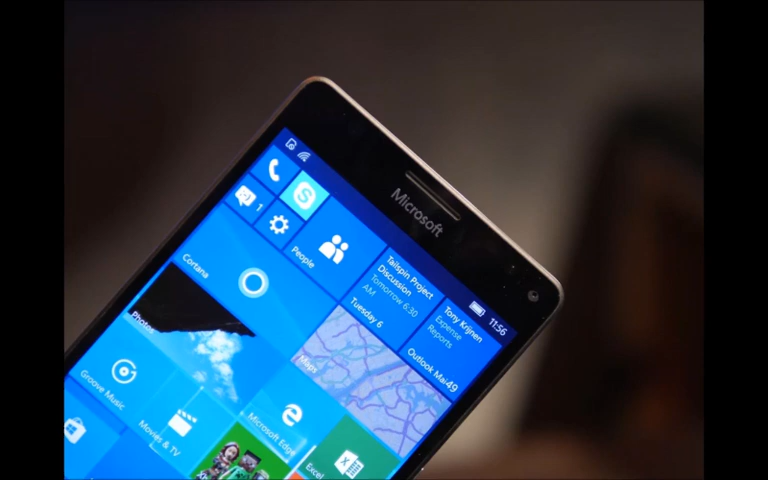 Microsoft
11:56
1
People
Tailspin Project
Discussion
Tomorrow 6:30
AM
Tuesday 6
Tony Krijnen
Expense
Reports
Outlook Mail 49
Cortana
Photos
Maps
Groove Music
Movies & TV
Microsoft Edge
Excel